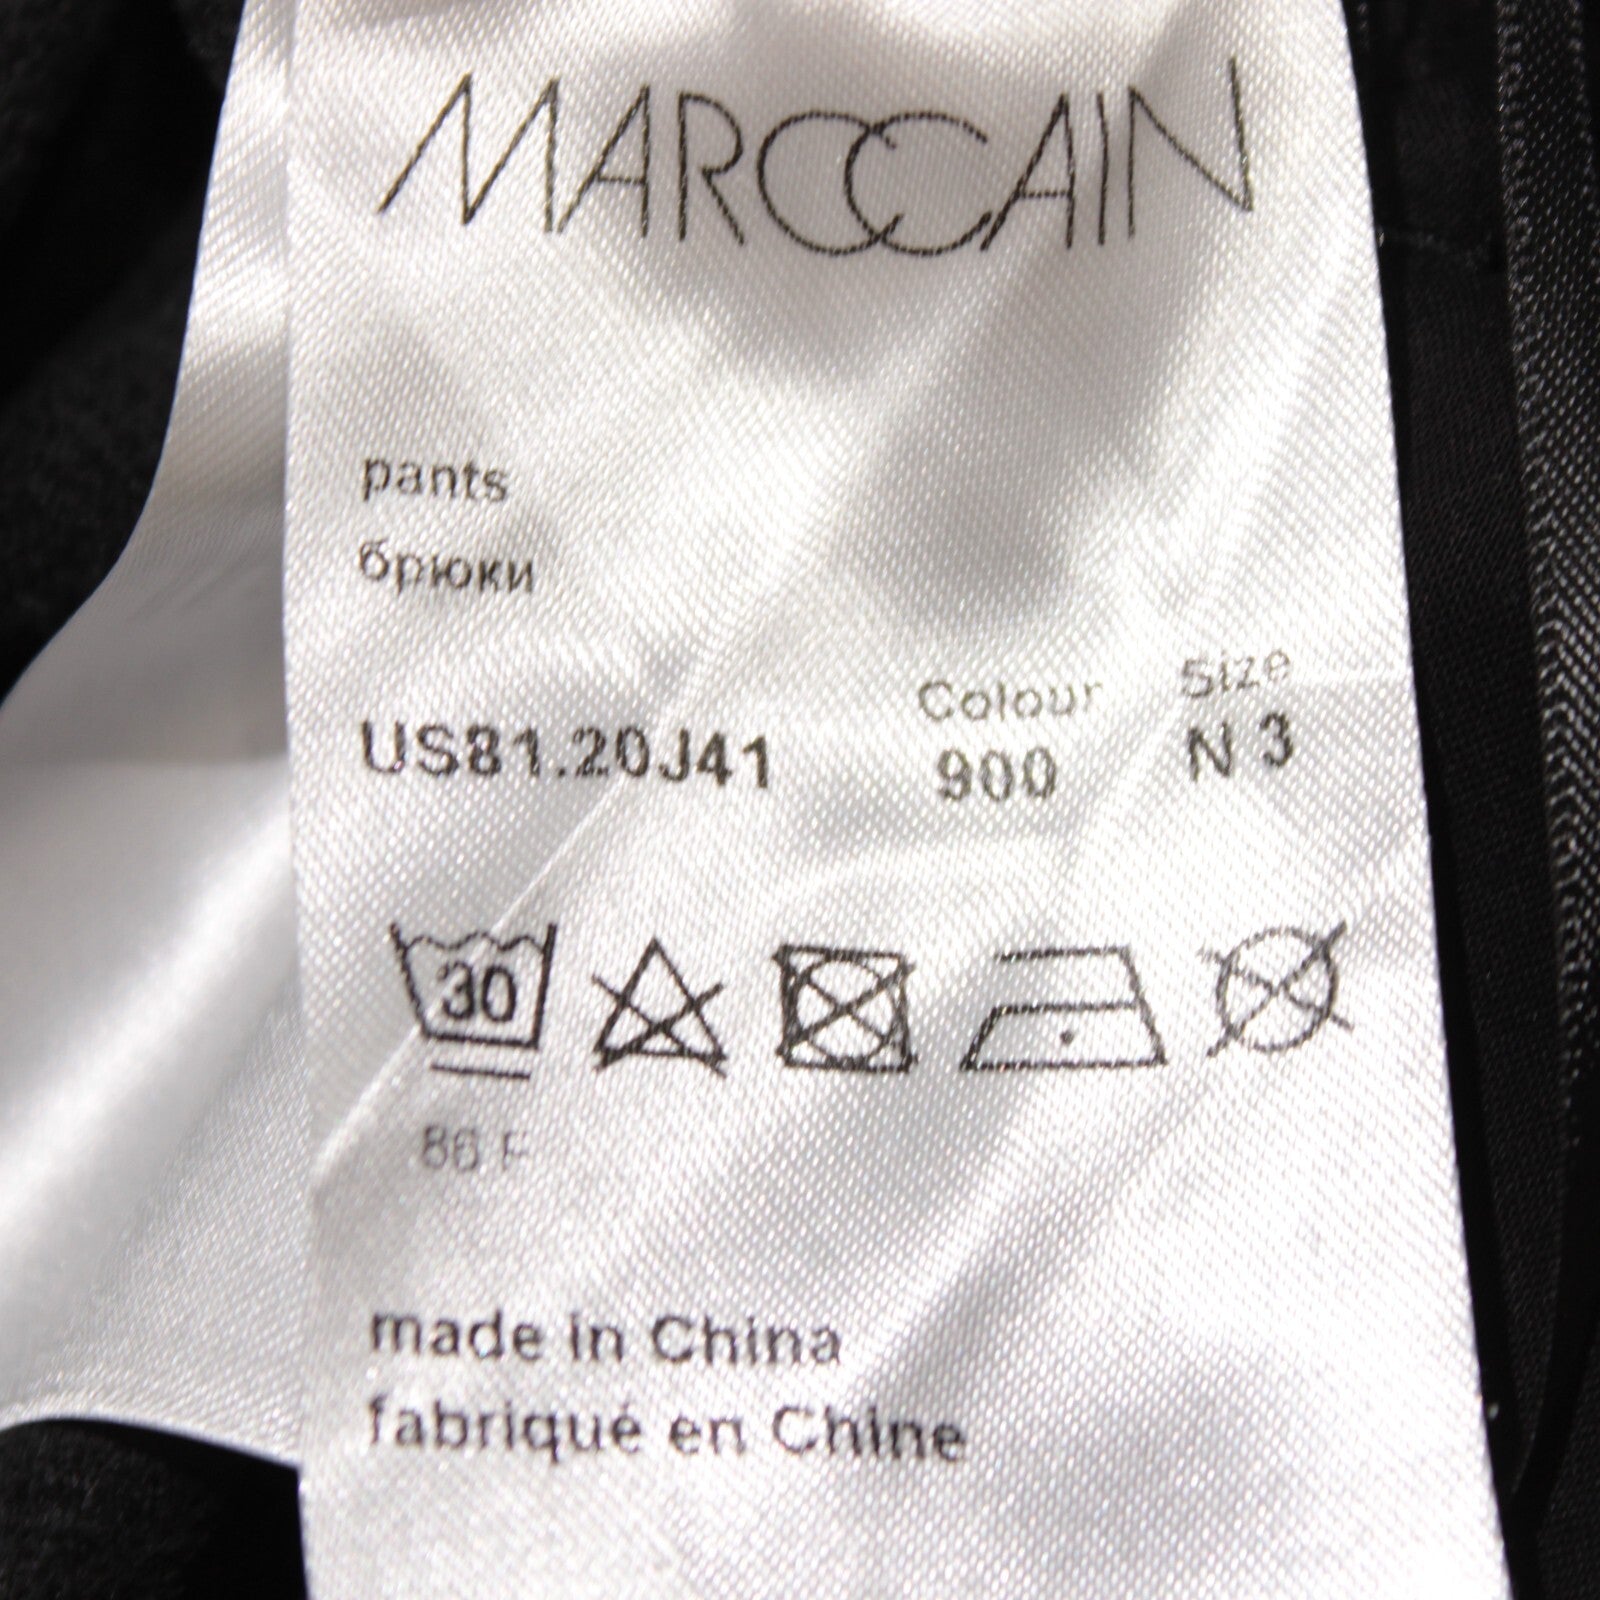 MARCCAIN
pants
брюки
Colour Size
US81.20J41 900 N 3
30
86 F
made in China
fabriqué en Chine